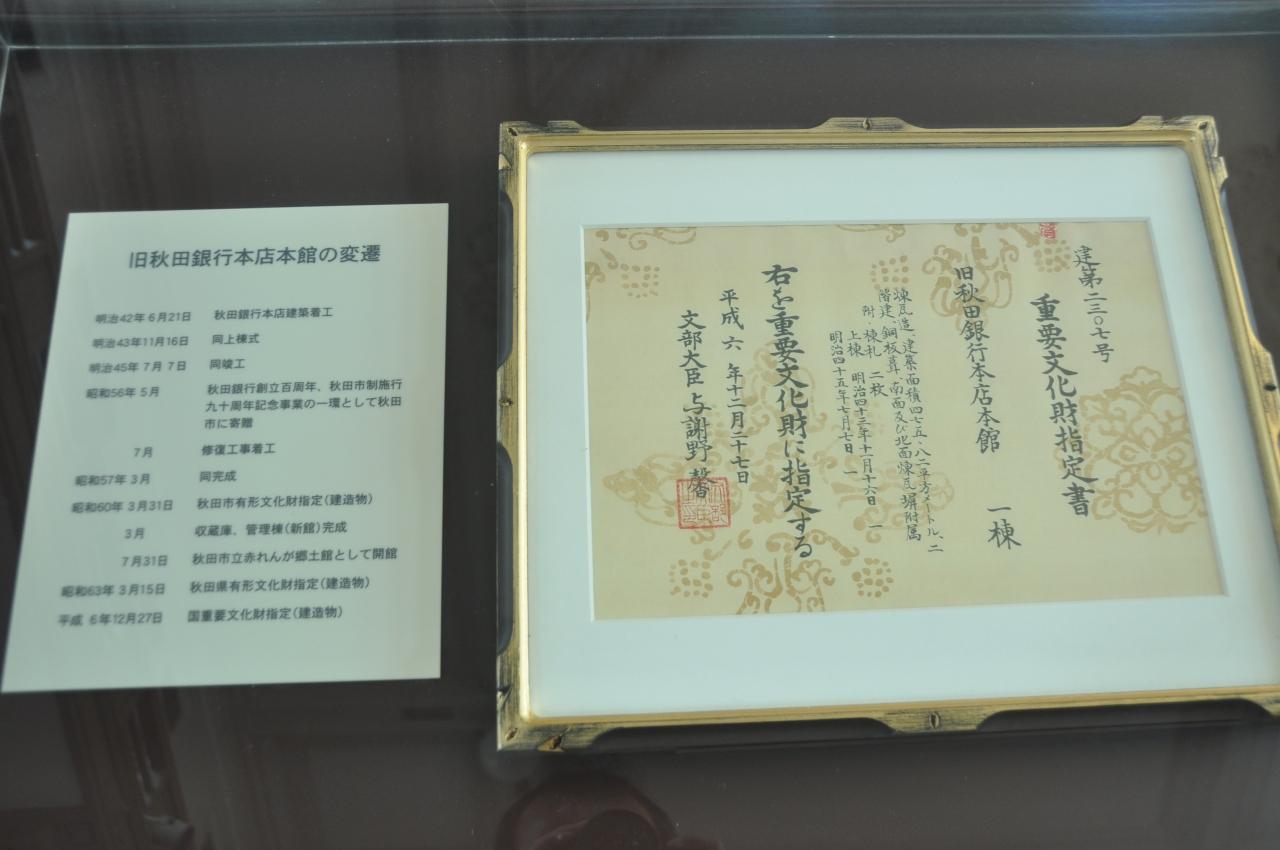 旧秋田銀行本店本館の変遷
明治42年 6月21日 秋田銀行本店建築着工
明治43年11月16日 同上棟式
明治45年 7月 7日 同竣工
昭和56年 5月 秋田銀行創立百周年、秋田市制施行
九十周年記念事業の一環として秋田
市に寄贈
7月 修復工事着工
昭和57年 3月 同完成
昭和60年 3月31日 秋田市有形文化財指定(建造物)
3月 収蔵庫、管理棟(新館)完成
7月31日 秋田市立赤れんが郷土館として開館
昭和63年 3月15日 秋田県有形文化財指定(建造物)
平成 6年12月27日 国重要文化財指定(建造物)
建第二三〇七号
重要文化財指定書
旧秋田銀行本店本館 一棟
煉瓦造、建築面積四七五・八二平方メートル、二
階建、銅板葺、南面及び北面煉瓦塀附属
附・棟札 二枚
上棟 明治四十三年十一月十六日 一
明治四十五年七月七日 一
右を重要文化財に指定する
平成六年十二月二十七日
文部大臣 与謝野 馨